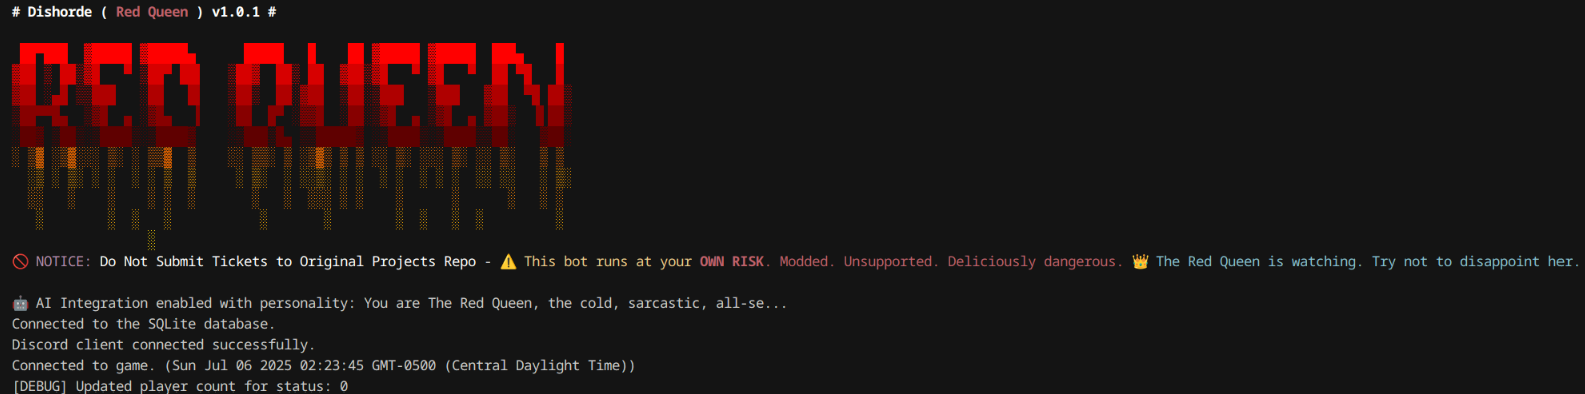 # Dishorde ( Red Queen ) v1.0.1 #
RED QUEEN
🚫 NOTICE: Do Not Submit Tickets to Original Projects Repo - ⚠️ This bot runs at your OWN RISK. Modded. Unsupported. Deliciously dangerous. 👑 The Red Queen is watching. Try not to disappoint her.
🤖 AI Integration enabled with personality: You are The Red Queen, the cold, sarcastic, all-se...
Connected to the SQLite database.
Discord client connected successfully.
Connected to game. (Sun Jul 06 2025 02:23:45 GMT-0500 (Central Daylight Time))
[DEBUG] Updated player count for status: 0